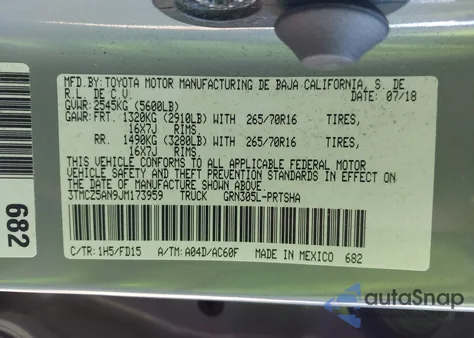 MFD.BY:TOYOTA MOTOR MANUFACTURING DE BAJA CALIFORNIA, S. DE
R.L. DE C.V. DATE: 07/18
GVWR: 2545KG (5600LB)
GAWR:FRT. 1320KG (2910LB) WITH 265/70R16 TIRES,
16X7J RIMS
RR. 1490KG (3280LB) WITH 265/70R16 TIRES,
16X7J RIMS
THIS VEHICLE CONFORMS TO ALL APPLICABLE FEDERAL MOTOR
VEHICLE SAFETY AND THEFT PREVENTION STANDARDS IN EFFECT
ON THE DATE OF MANUFACTURE SHOWN ABOVE.
3TMCZ5AN9JM173959 TRUCK GRN305L-PRTSHA
C/TR: 1H5/FD15 A/TM: A04D/AC60F MADE IN MEXICO 682
682
autoSnap